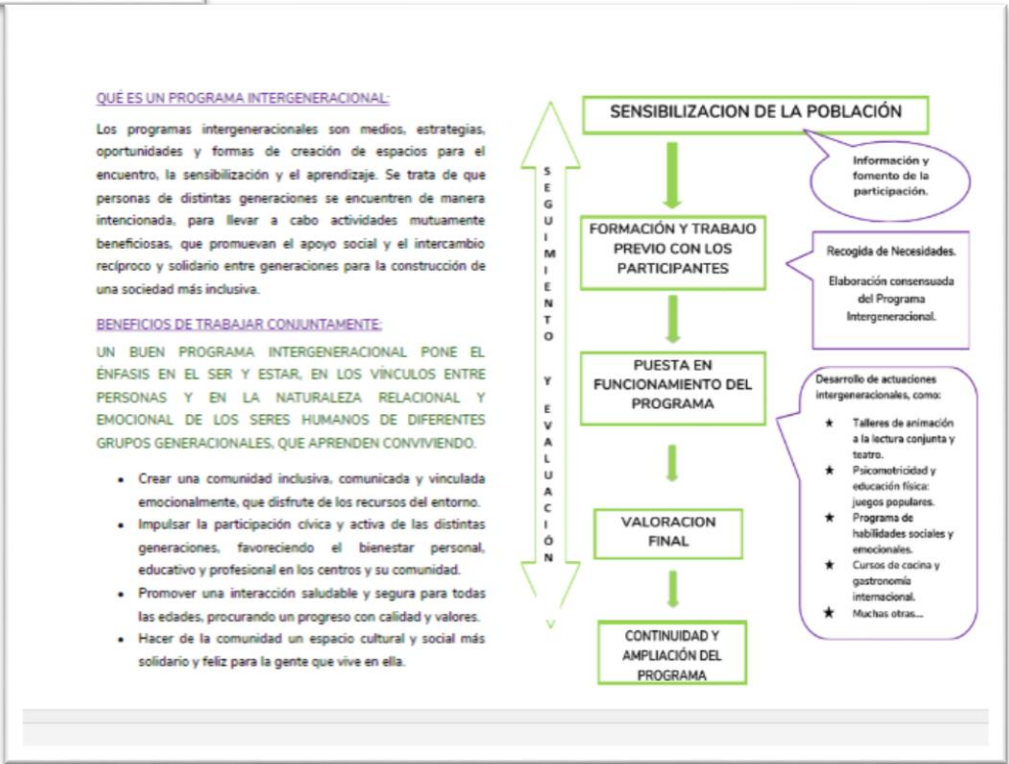 QUÉ ES UN PROGRAMA INTERGENERACIONAL:
Los programas intergeneracionales son medios, estrategias,
oportunidades y formas de creación de espacios para el
encuentro, la sensibilización y el aprendizaje. Se trata de que
personas de distintas generaciones se encuentren de manera
intencionada, para llevar a cabo actividades mutuamente
beneficiosas, que promuevan el apoyo social y el intercambio
recíproco y solidario entre generaciones para la construcción de
una sociedad más inclusiva.
BENEFICIOS DE TRABAJAR CONJUNTAMENTE:
UN BUEN PROGRAMA INTERGENERACIONAL PONE EL
ÉNFASIS EN EL SER Y ESTAR, EN LOS VÍNCULOS ENTRE
PERSONAS Y EN LA NATURALEZA RELACIONAL Y
EMOCIONAL DE LOS SERES HUMANOS DE DIFERENTES
GRUPOS GENERACIONALES, QUE APRENDEN CONVIVIENDO.
• Crear una comunidad inclusiva, comunicada y vinculada
emocionalmente, que disfrute de los recursos del entorno.
• Impulsar la participación cívica y activa de las distintas
generaciones, favoreciendo el bienestar personal,
educativo y profesional en los centros y su comunidad.
• Promover una interacción saludable y segura para todas
las edades, procurando un progreso con calidad y valores.
• Hacer de la comunidad un espacio cultural y social más
solidario y feliz para la gente que vive en ella.
SEGUIMIENTO Y EVALUACIÓN
SENSIBILIZACION DE LA POBLACIÓN
Información y
fomento de la
participación.
FORMACIÓN Y TRABAJO
PREVIO CON LOS
PARTICIPANTES
Recogida de Necesidades.
Elaboración consensuada
del Programa
Intergeneracional.
PUESTA EN
FUNCIONAMIENTO DEL
PROGRAMA
Desarrollo de actuaciones
intergeneracionales, como:
★ Talleres de animación
a la lectura conjunta y
teatro.
★ Psicomotricidad y
educación física:
juegos populares.
★ Programa de
habilidades sociales y
emocionales.
★ Cursos de cocina y
gastronomía
internacional.
★ Muchas otras...
VALORACION
FINAL
CONTINUIDAD Y
AMPLIACIÓN DEL
PROGRAMA